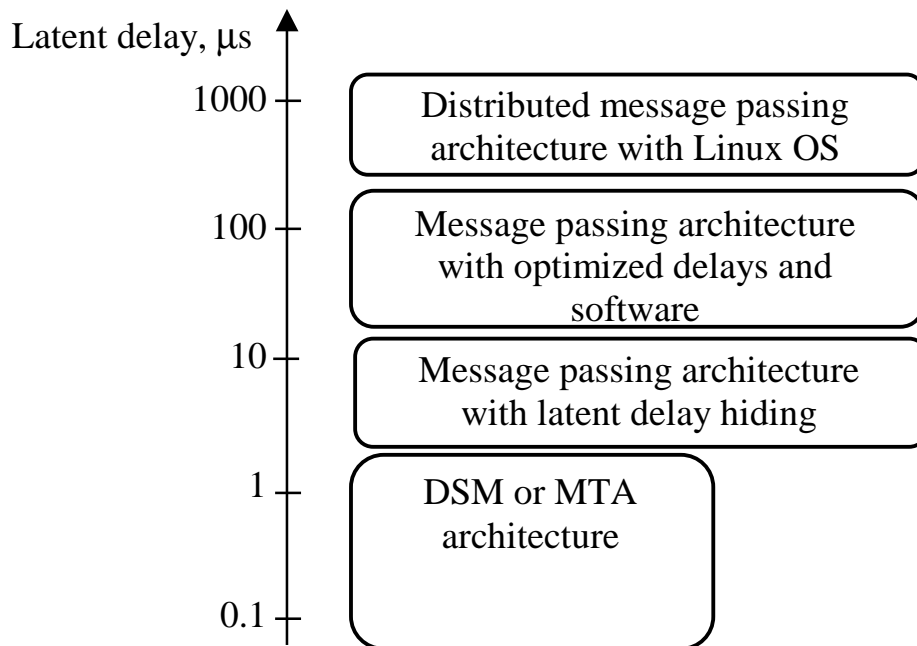 Latent delay, μs
1000
Distributed message passing
architecture with Linux OS
100
Message passing architecture
with optimized delays and
software
10
Message passing architecture
with latent delay hiding
1
DSM or MTA
architecture
0.1